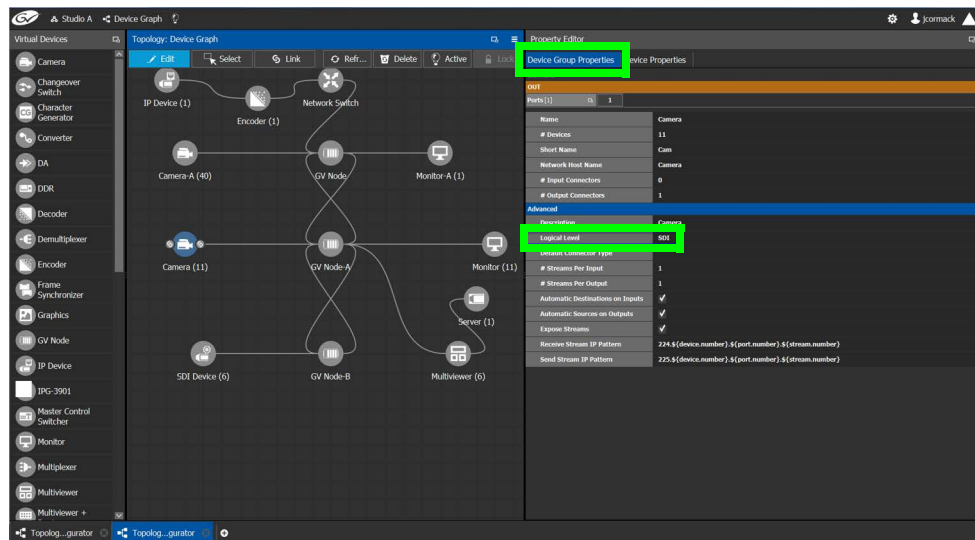 GV Studio A Device Graph jcormack
Virtual Devices
Camera
Changeover
Switch
CG Character
Generator
Converter
DA
DDR
Decoder
Demultiplexer
Encoder
Frame
Synchronizer
Graphics
GV Node
IP Device
IPG-3901
Master Control
Switcher
Monitor
Multiplexer
Multiviewer
Multiviewer +
Topology: Device Graph
Edit Select Link Refr... Delete Active Lock
IP Device (1)
Network Switch
Encoder (1)
Camera-A (40) GV Node Monitor-A (1)
Camera (11) GV Node-A Monitor (11)
Server (1)
SDI Device (6) GV Node-B Multiviewer (6)
Property Editor
Device Group Properties Device Properties
OUT
Ports [1] 1
Name Camera
# Devices 11
Short Name Cam
Network Host Name Camera
# Input Connectors 0
# Output Connectors 1
Advanced
Description Camera
Logical Level SDI
Default Connector Type
# Streams Per Input 1
# Streams Per Output 1
Automatic Destinations on Inputs
Automatic Sources on Outputs
Expose Streams
Receive Stream IP Pattern 224.${device.number}.${port.number}.${stream.number}
Send Stream IP Pattern 225.${device.number}.${port.number}.${stream.number}
Topolog...gurator Topolog...gurator